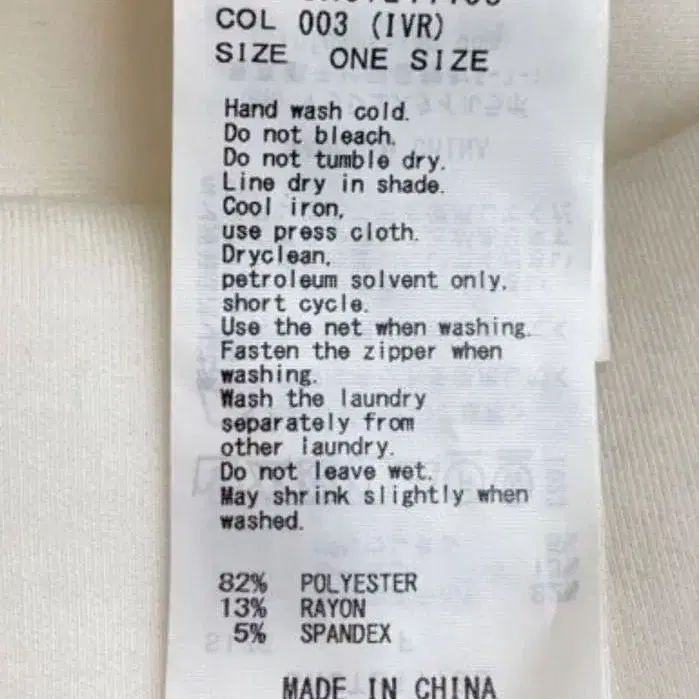 COL 003 (IVR)
SIZE ONE SIZE
Hand wash cold.
Do not bleach.
Do not tumble dry.
Line dry in shade.
Cool iron,
use press cloth.
Dryclean,
petroleum solvent only,
short cycle.
Use the net when washing.
Fasten the zipper when
washing.
Wash the laundry
separately from
other laundry.
Do not leave wet.
May shrink slightly when
washed.
82% POLYESTER
13% RAYON
5% SPANDEX
MADE IN CHINA